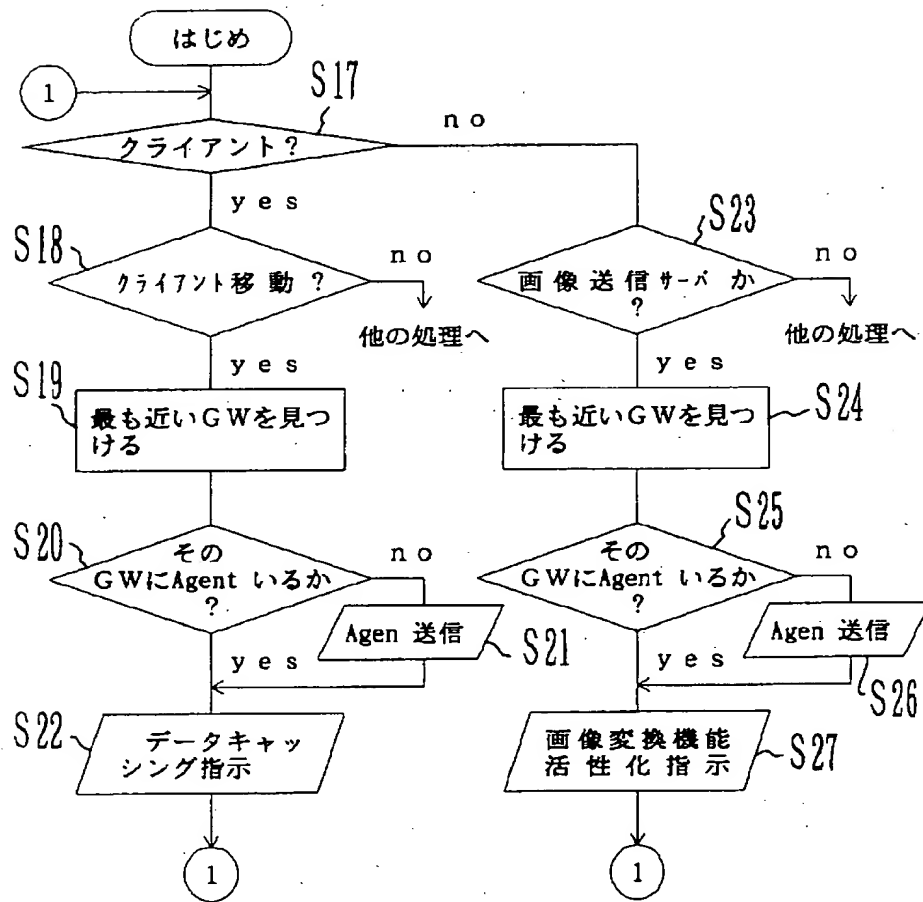 はじめ
1
S17
クライアント?
no
yes
S18
クライアント移動?
no
他の処理へ
yes
S19
最も近いGWを見つ
ける
S20
その
GWにAgent いるか
?
no
Agen 送信
S21
yes
S22
データキャッ
シング指示
1
S23
画像送信サーバか
?
no
他の処理へ
yes
S24
最も近いGWを見つ
ける
S25
その
GWにAgent いるか
?
no
Agen 送信
S26
yes
画像変換機能
活性化指示
S27
1